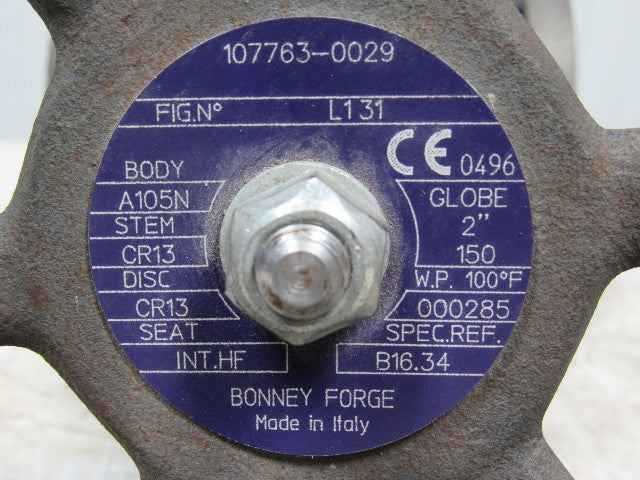 107763-0029
FIG.Nº L131
BODY CE 0496
A105N GLOBE
STEM 2"
CR13 150
DISC W.P. 100°F
CR13 000285
SEAT SPEC.REF.
INT.HF B16.34
BONNEY FORGE
Made in Italy